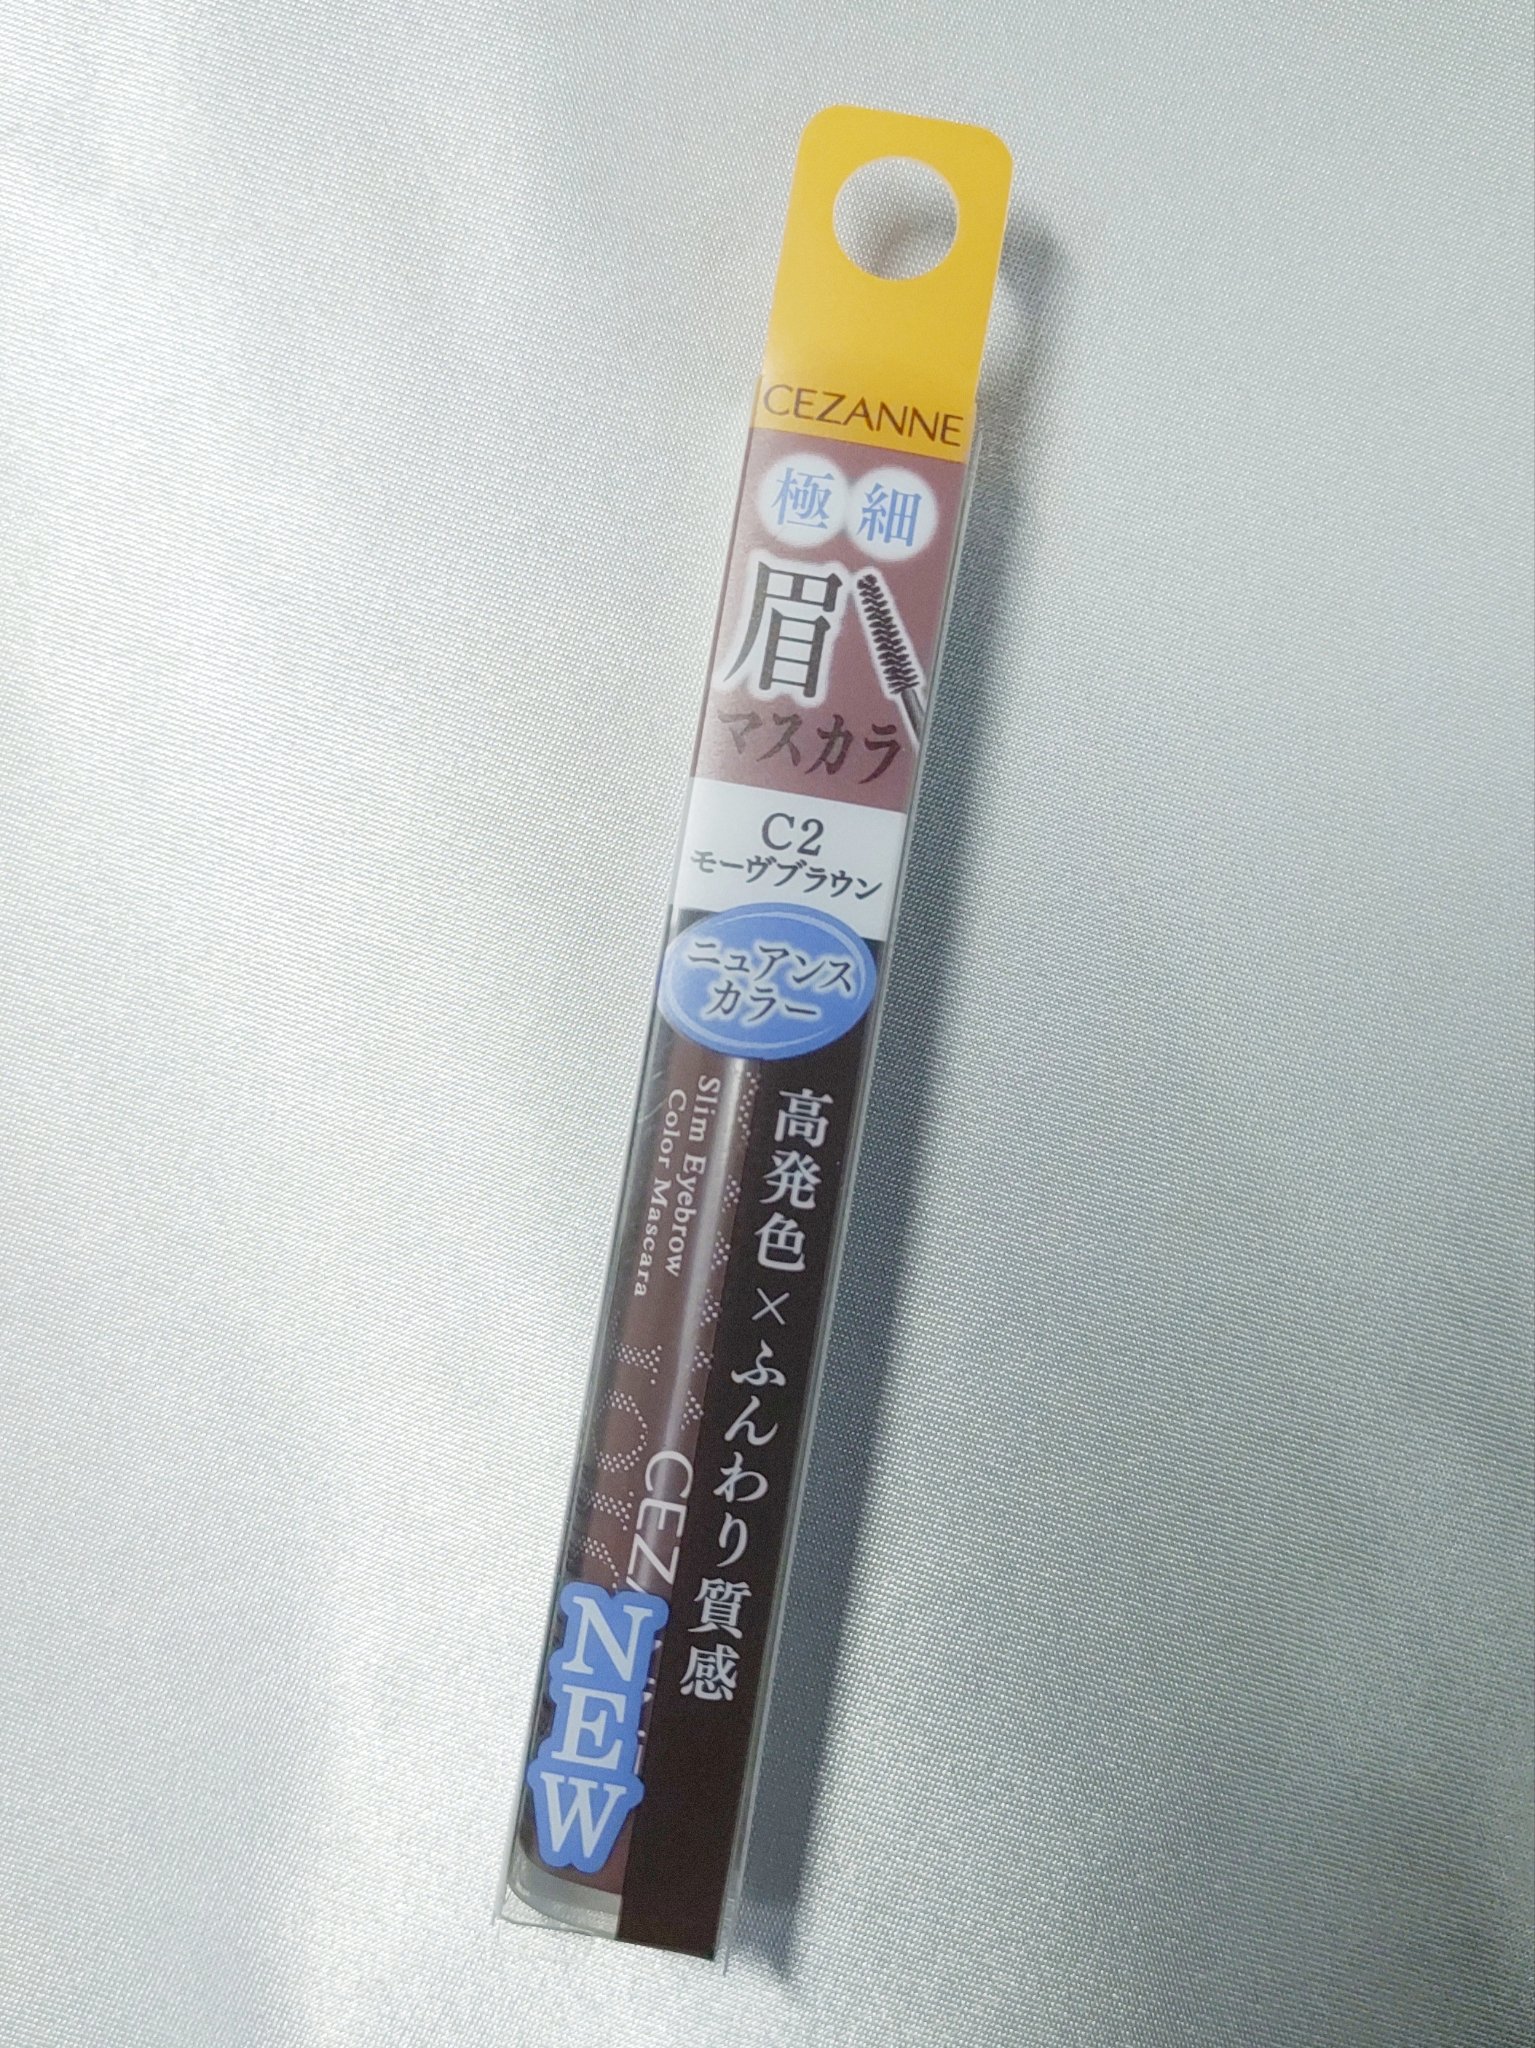 CEZANNE
極細
眉
マスカラ
C2
モーヴブラウン
ニュアンス
カラー
高発色×ふんわり質感
Slim Eyebrow
Color Mascara
NEW